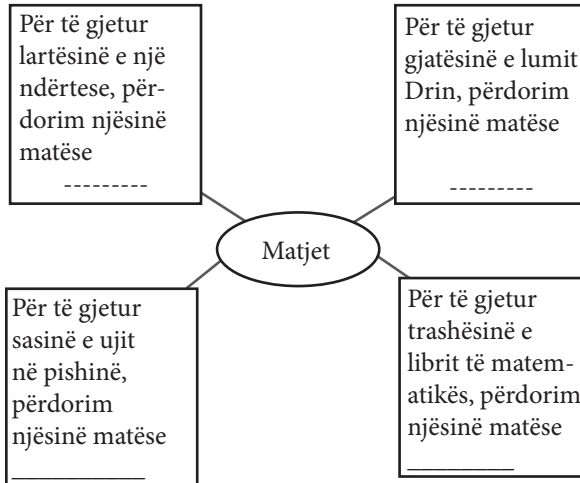 Për të gjetur
lartësinë e një
ndërtese, për-
dorim njësinë
matëse
---------
Për të gjetur
gjatësinë e lumit
Drin, përdorim
njësinë matëse
---------
Matjet
Për të gjetur
sasinë e ujit
në pishinë,
përdorim
njësinë matëse
__________
Për të gjetur
trashësinë e
librit të matem-
atikës, përdorim
njësinë matëse
________